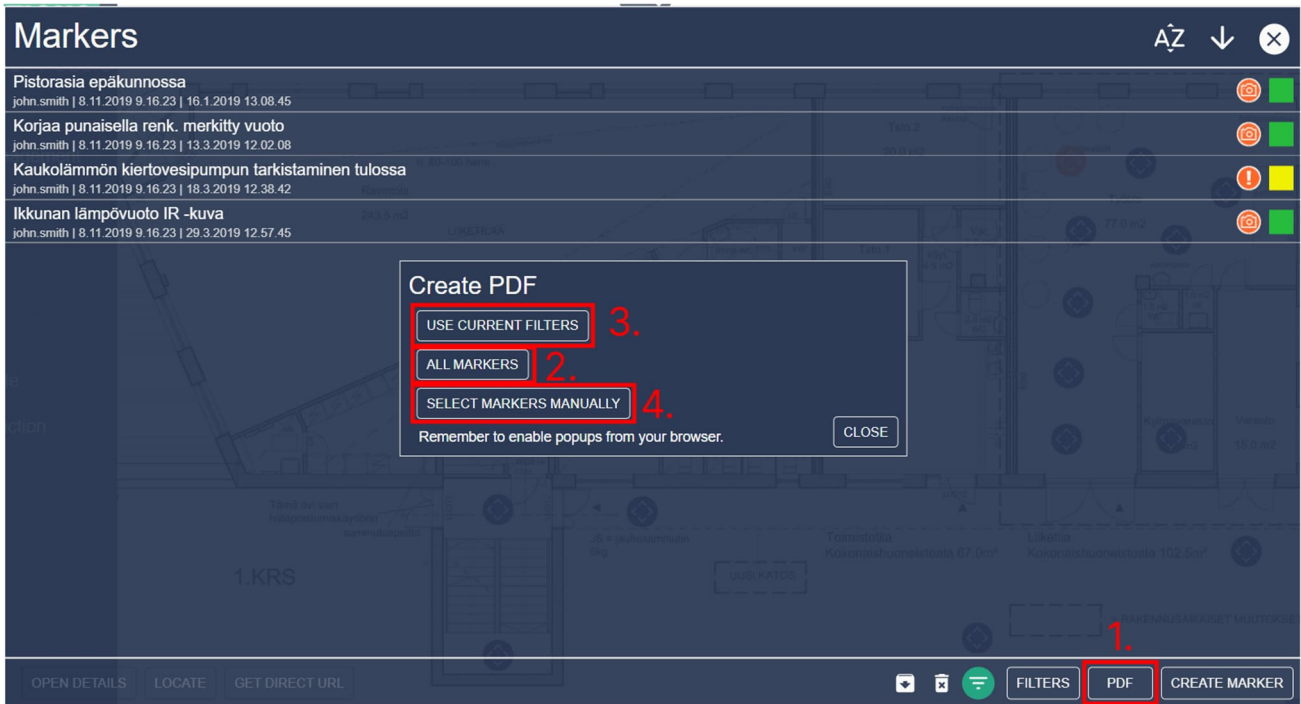 Markers
AZ
Pistorasia epäkunnossa
john.smith | 8.11.2019 9.16.23 | 16.1.2019 13.08.45
Korjaa punaisella renk. merkitty vuoto
john.smith | 8.11.2019 9.16.23 | 13.3.2019 12.02.08
Kaukolämmön kiertovesipumpun tarkistaminen tulossa
john.smith | 8.11.2019 9.16.23 | 18.3.2019 12.38.42
Ikkunan lämpövuoto IR -kuva
john.smith | 8.11.2019 9.16.23 | 29.3.2019 12.57.45
77.0 m2
Create PDF
USE CURRENT FILTERS
3.
ALL MARKERS
2.
SELECT MARKERS MANUALLY
4.
Remember to enable popups from your browser.
CLOSE
1.KRS
UUSI KATOS
1.
OPEN DETAILS
LOCATE
GET DIRECT URL
FILTERS
PDF
CREATE MARKER